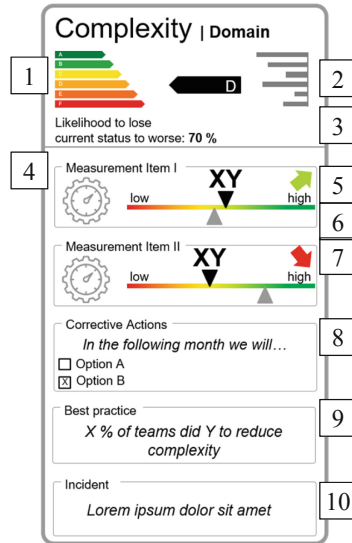 Complexity | Domain
A
B
C
D
E
F
D
1
2
Likelihood to lose
current status to worse: 70 %
3
4
Measurement Item I
XY
low
high
5
6
7
Measurement Item II
XY
low
high
Corrective Actions
In the following month we will…
Option A
X Option B
8
Best practice
X % of teams did Y to reduce
complexity
9
Incident
Lorem ipsum dolor sit amet
10